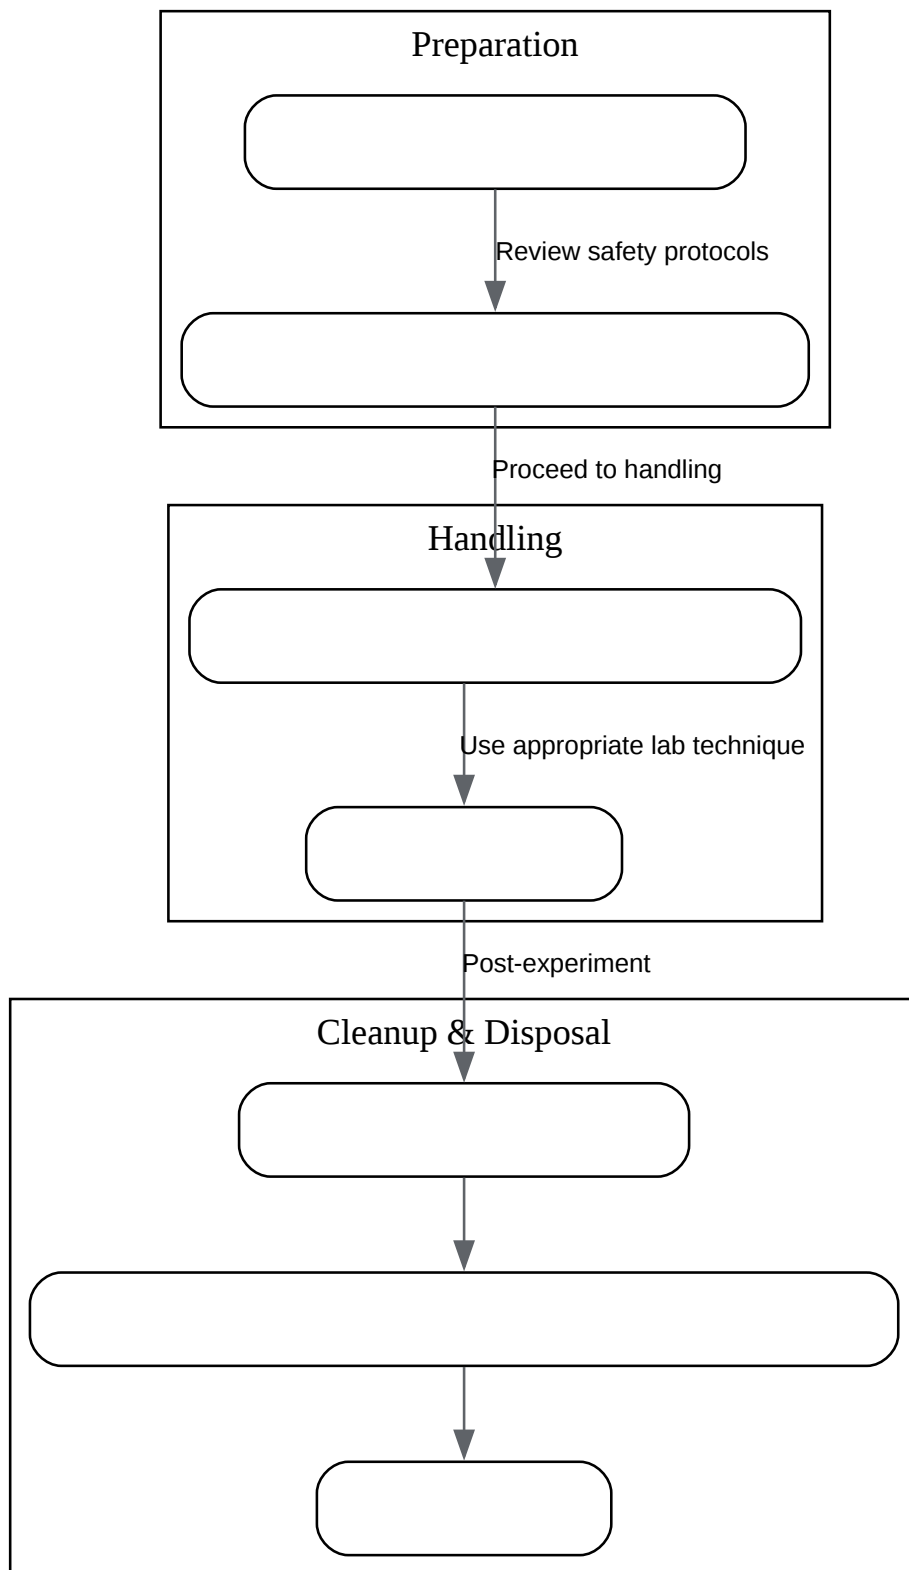 Preparation
Review safety protocols
Proceed to handling
Handling
Use appropriate lab technique
Post-experiment
Cleanup & Disposal